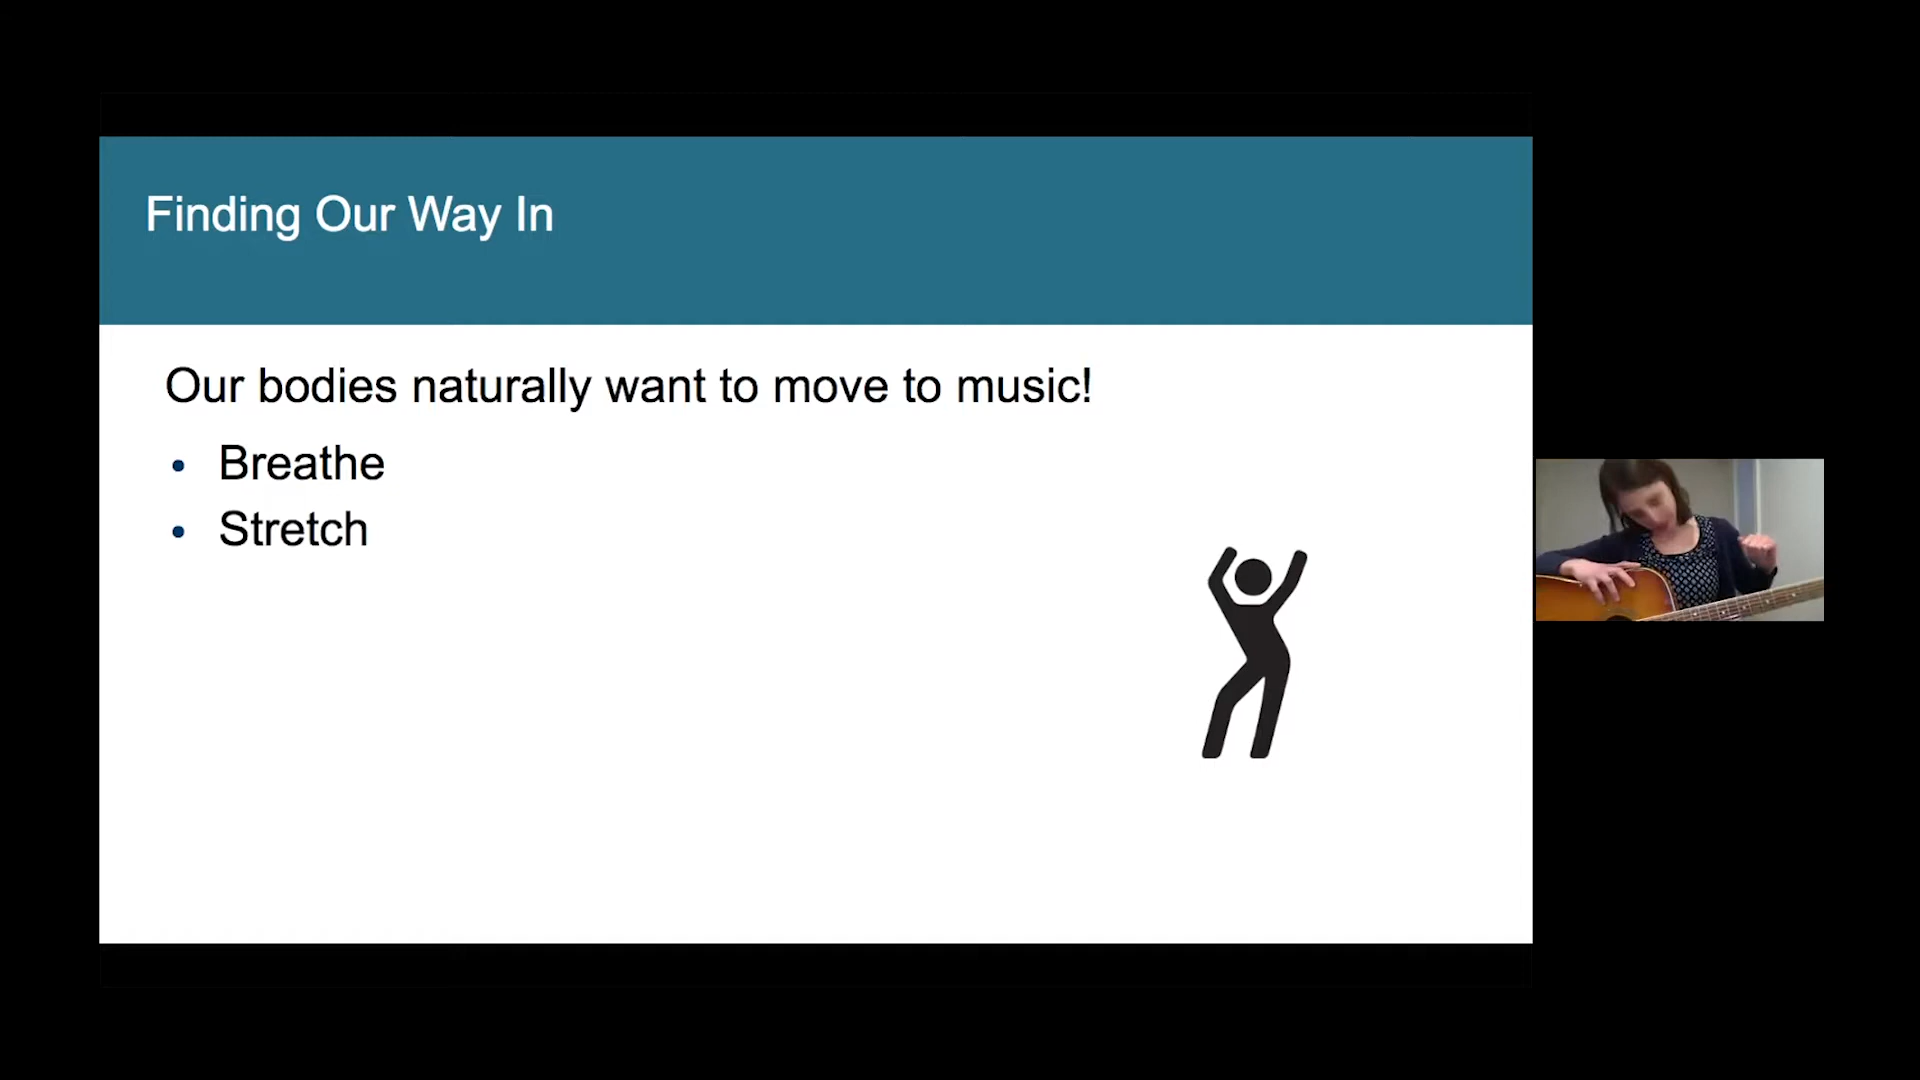 Finding Our Way In
Our bodies naturally want to move to music!
• Breathe
• Stretch